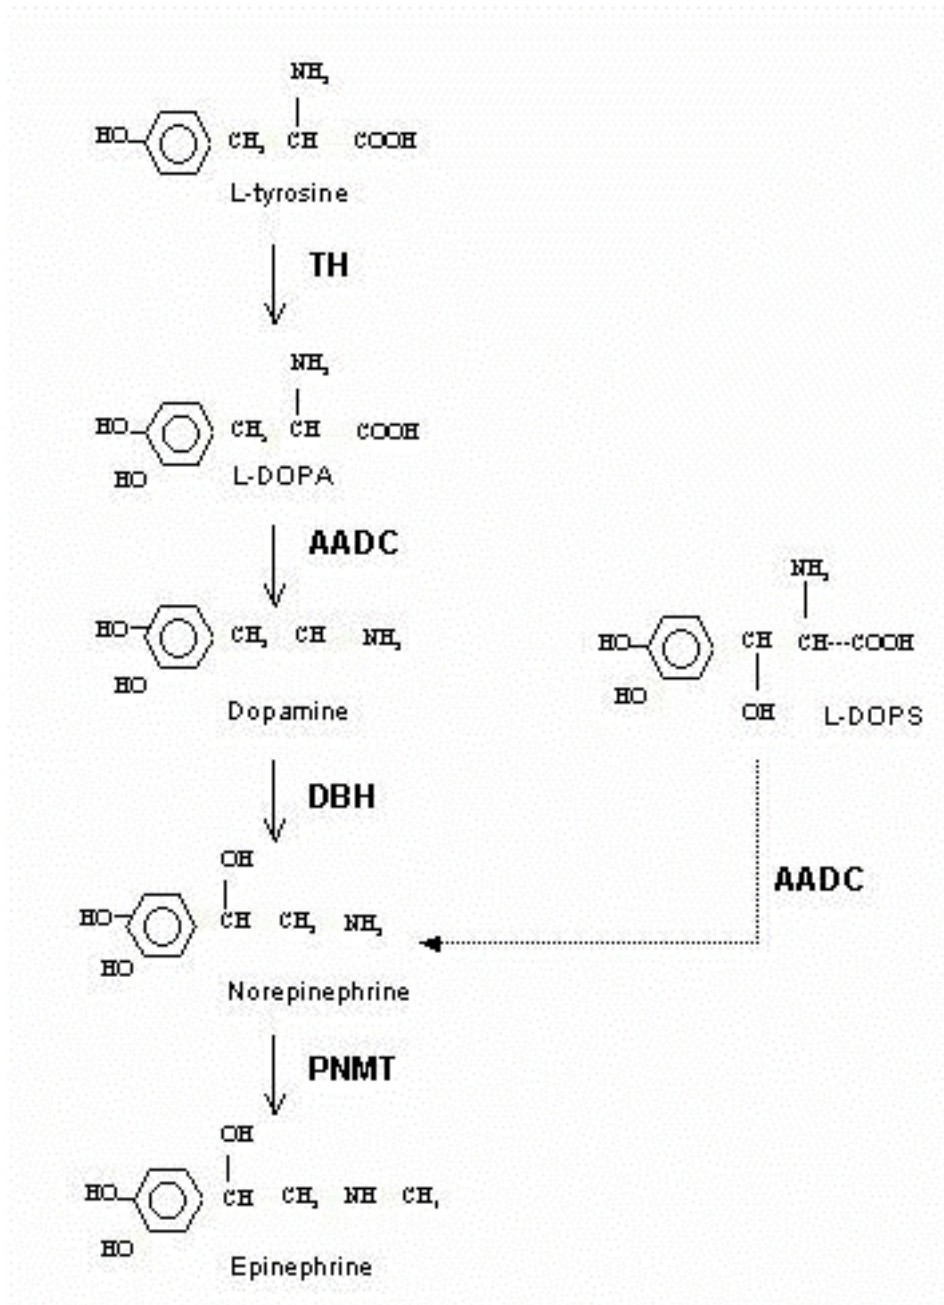 NH₂
HO CH₂ CH COOH
L-tyrosine
TH
NH₂
HO CH₂ CH COOH
HO
L-DOPA
AADC
HO CH₂ CH NH₂
HO
Dopamine
NH₂
HO CH CH---COOH
HO
OH L-DOPS
DBH
OH
AADC
HO CH CH₂ NH₂
HO
Norepinephrine
PNMT
OH
HO CH CH₂ NH CH₃
HO
Epinephrine